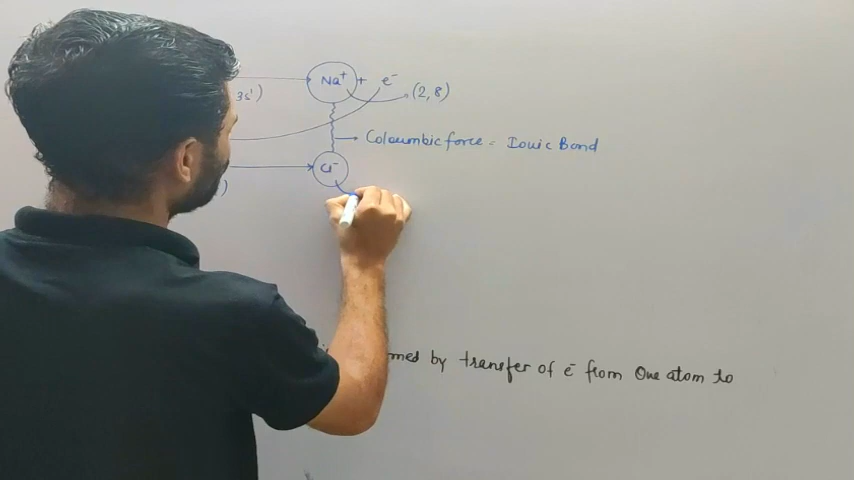 Na⁺ + e⁻
3s¹) (2,8)
Coloumbic force = Ionic Bond
Cl⁻
)
med by transfer of e⁻ from One atom to